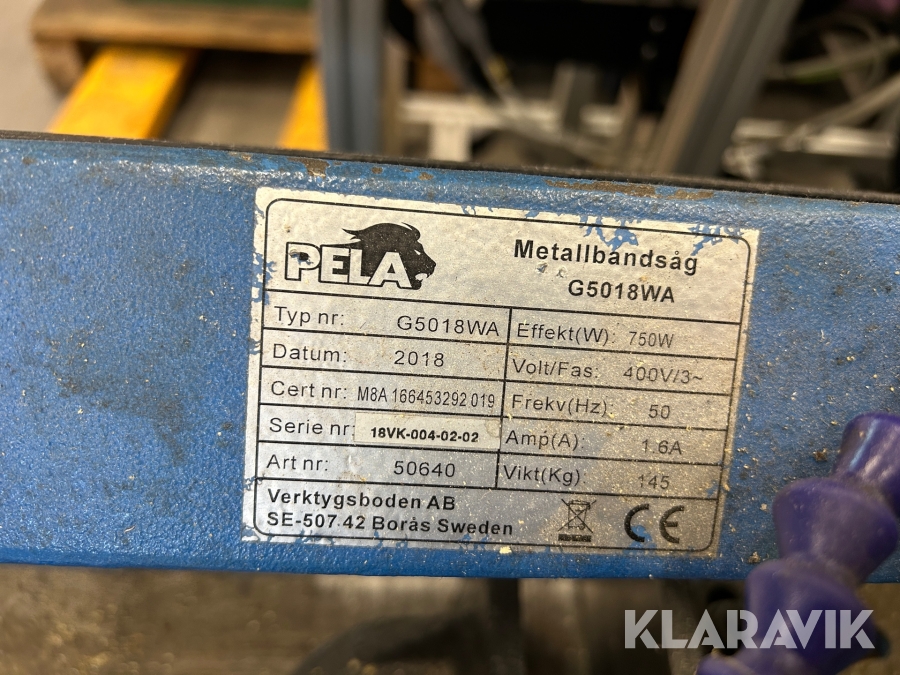 PELA
Metallbandsåg
G5018WA
Typ nr: G5018WA
Datum: 2018
Cert nr: M8A 166453292 019
Serie nr: 18VK-004-02-02
Art nr: 50640
Effekt(W): 750W
Volt/Fas: 400V/3~
Frekv(Hz): 50
Amp(A): 1.6A
Vikt(Kg) 145
Verktygsboden AB
SE-507 42 Borås Sweden
CE
KLARAVIK